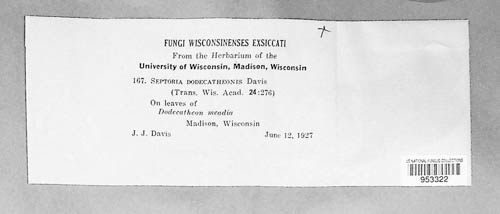 FUNGI WISCONSINENSES EXSICCATI
From the Herbarium of the
University of Wisconsin, Madison, Wisconsin
167. SEPTORIA DODECATHEONIS Davis
(Trans. Wis. Acad. 24:276)
On leaves of
Dodecatheon meadia
Madison, Wisconsin
J. J. Davis June 12, 1927
US NATIONAL FUNGUS COLLECTIONS
953322